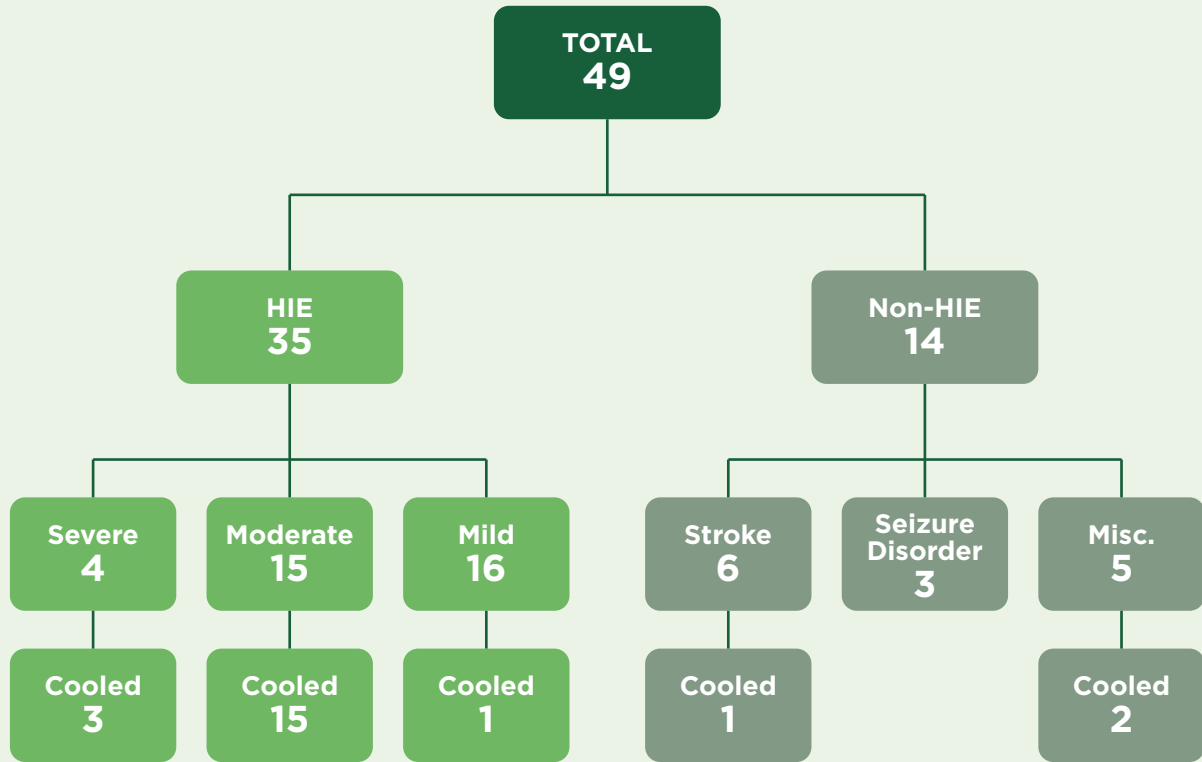 TOTAL
49
HIE
35
Non-HIE
14
Severe
4
Moderate
15
Mild
16
Stroke
6
Seizure
Disorder
3
Misc.
5
Cooled
3
Cooled
15
Cooled
1
Cooled
1
Cooled
2